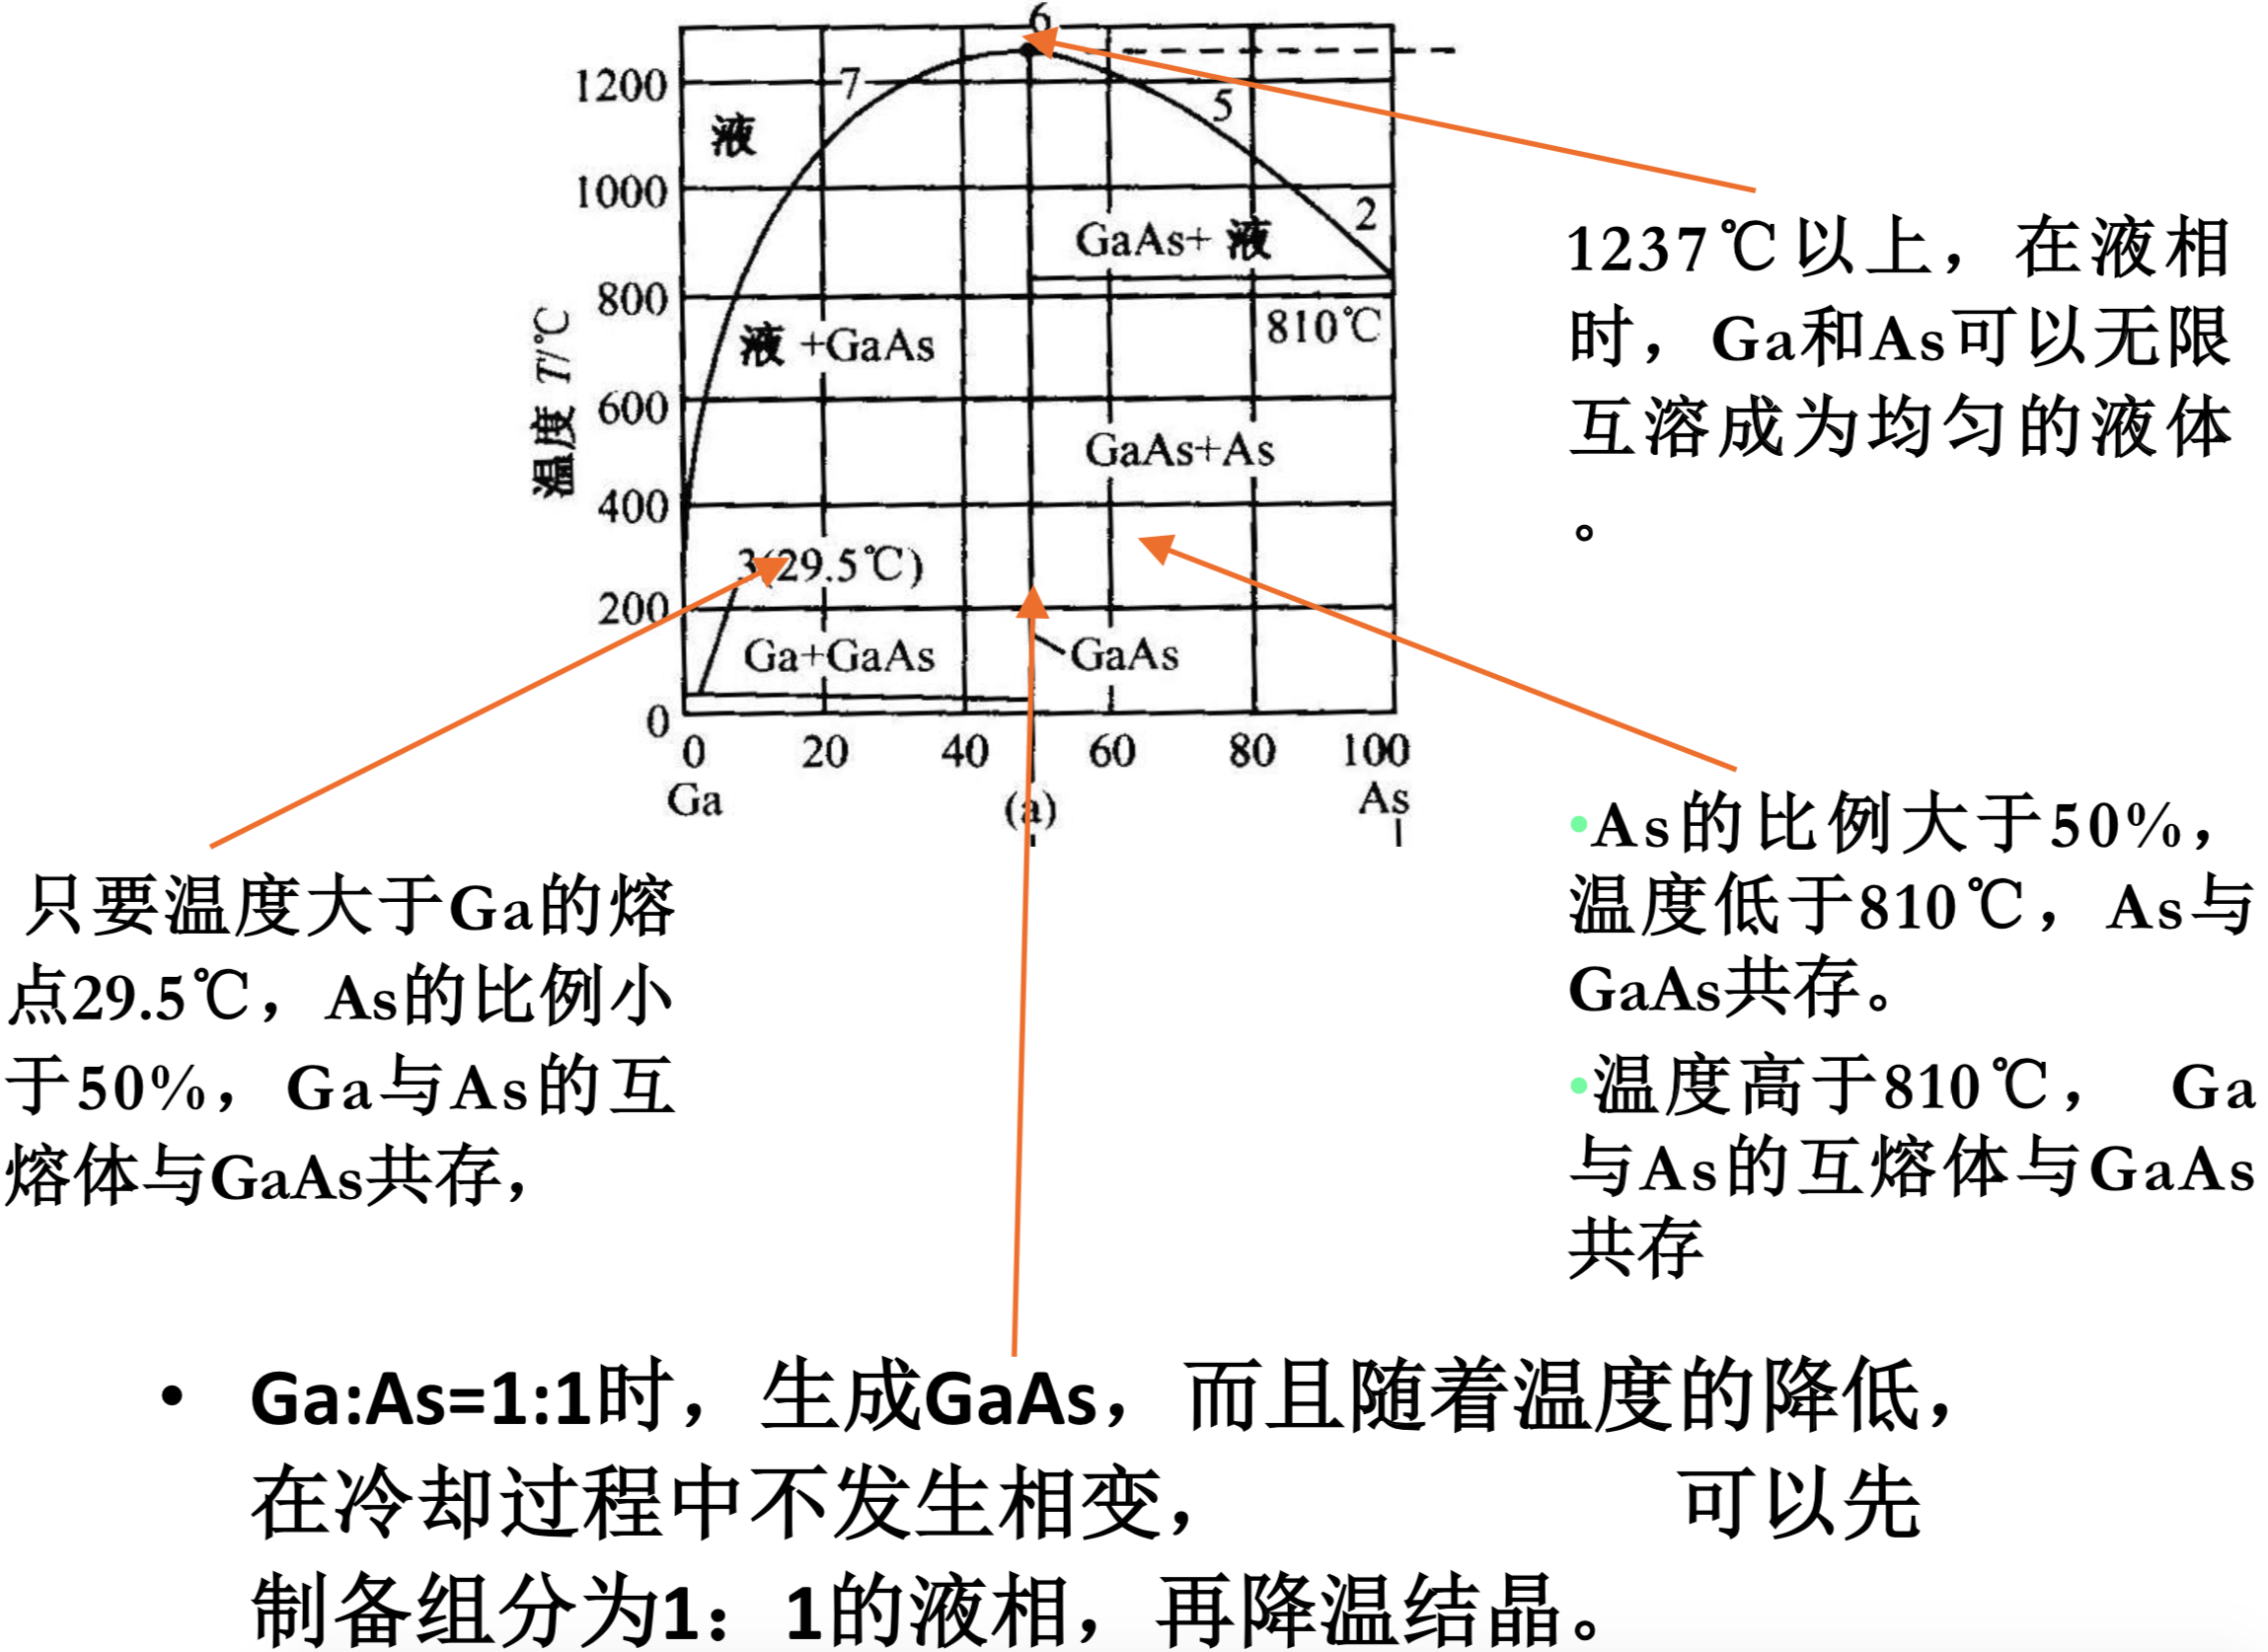 6
1200
7
5
液
1000
2
GaAs+ 液
800
810℃
液 +GaAs
温度 T/℃
600
GaAs+As
400
3(29.5℃)
200
Ga+GaAs
GaAs
0
0 20 40 60 80 100
Ga (a) As
1237℃以上，在液相
时，Ga和As可以无限
互溶成为均匀的液体
。
只要温度大于Ga的熔
点29.5℃，As的比例小
于50%，Ga与As的互
熔体与GaAs共存，
•As的比例大于50%，
温度低于810℃，As与
GaAs共存。
•温度高于810℃， Ga
与As的互熔体与GaAs
共存
• Ga:As=1:1时，生成GaAs，而且随着温度的降低，
在冷却过程中不发生相变， 可以先
制备组分为1：1的液相，再降温结晶。